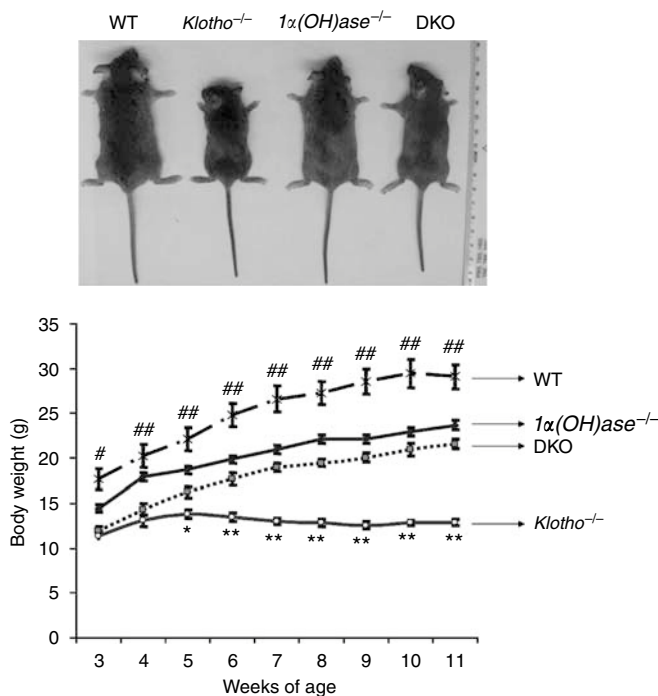 WT Klotho–/– 1α(OH)ase–/– DKO
35
30
25
20
15
10
5
0
Body weight (g)
# ## ## ## ## ## ## ## ##
* ** ** ** ** ** **
WT
1α(OH)ase–/–
DKO
Klotho–/–
3 4 5 6 7 8 9 10 11
Weeks of age